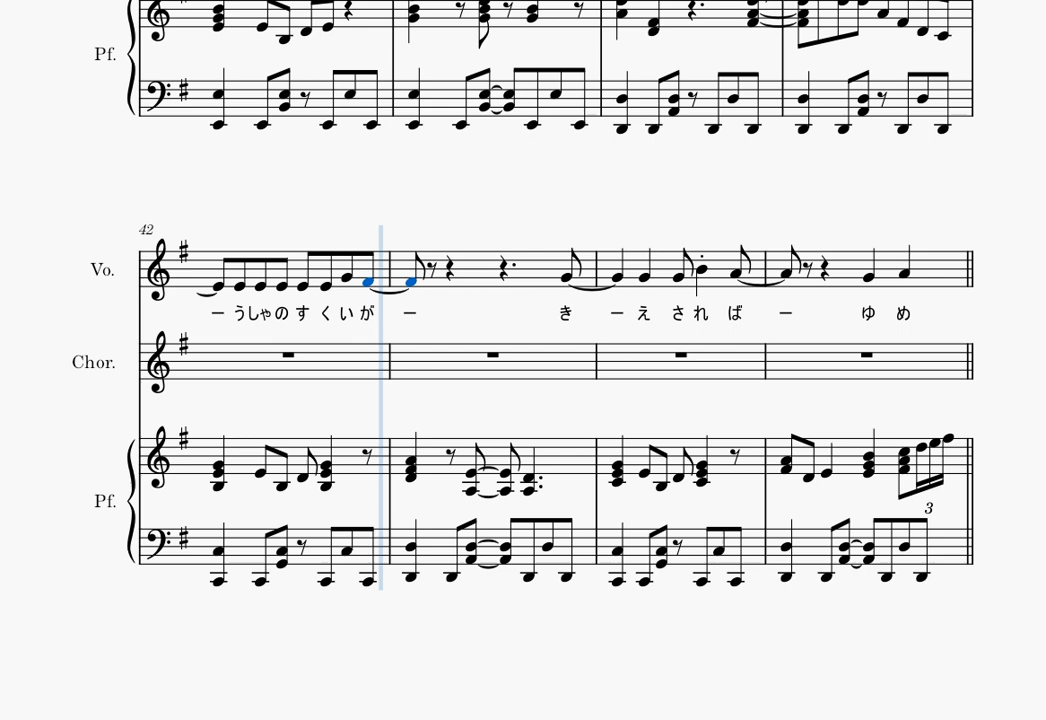 Pf.
42
Vo.
ー うしゃの す く い が ー き ー え さ れ ば ー ゆ め
Chor.
Pf.
3